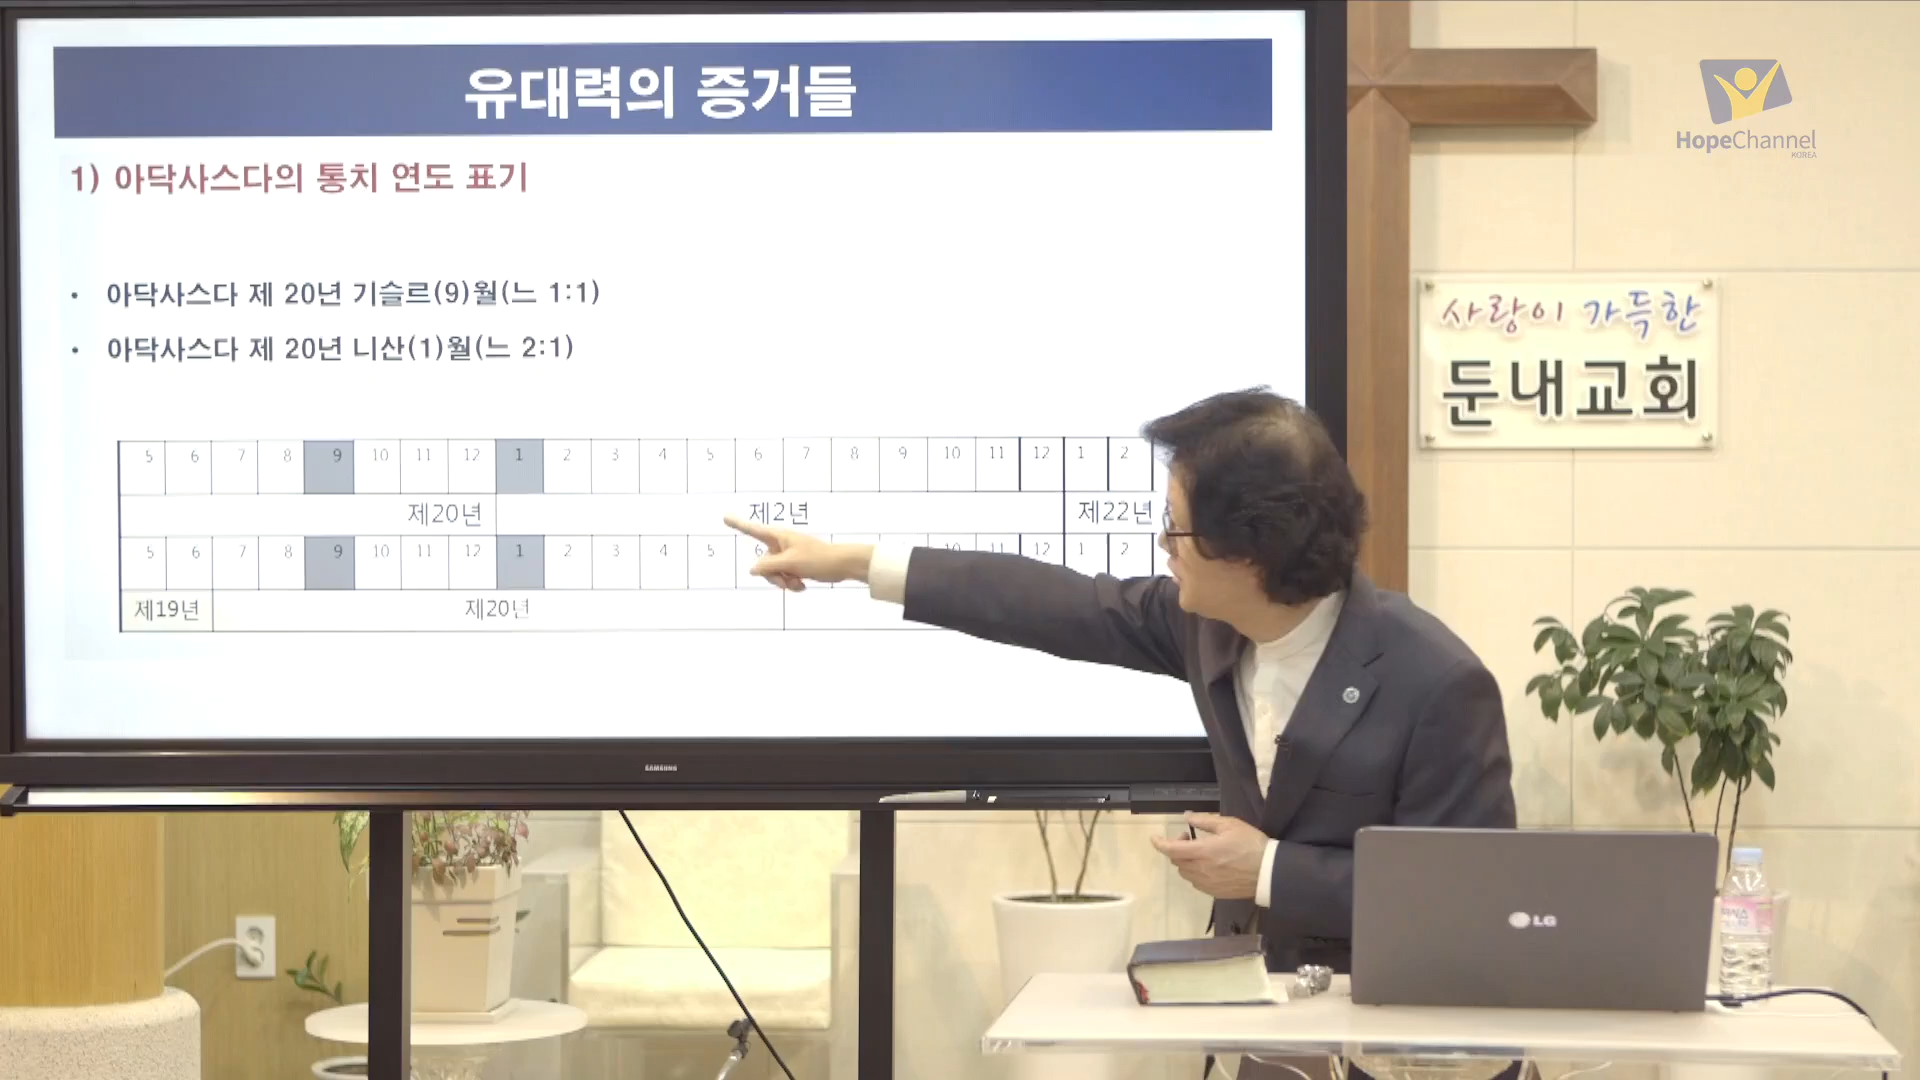 유대력의 증거들
1) 아닥사스다의 통치 연도 표기
• 아닥사스다 제 20년 기슬르(9)월(느 1:1)
• 아닥사스다 제 20년 니산(1)월(느 2:1)
5 6 7 8 9 10 11 12 1 2 3 4 5 6 7 8 9 10 11 12 1 2
제20년 제2년 제22년
5 6 7 8 9 10 11 12 1 2 3 4 5 6 10 11 12 1 2
제19년 제20년
SAMSUNG
HopeChannel
KOREA
사랑이 가득한
둔내교회
LG